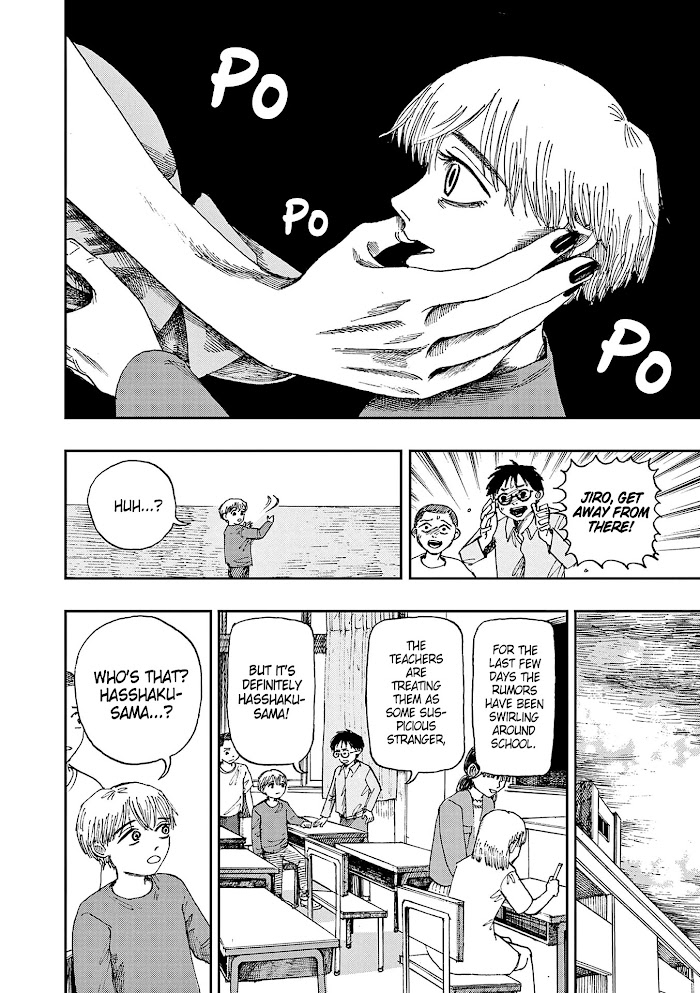 PO
PO
PO
JIRO, GET
AWAY FROM
THERE!
HUH...?
FOR THE
LAST FEW
DAYS THE
RUMORS
HAVE BEEN
SWIRLING
AROUND
SCHOOL.
THE
TEACHERS
ARE
TREATING
THEM AS
SOME SUS-
PICIOUS
STRANGER,
BUT IT'S
DEFINITELY
HASSHAKU-
SAMA!
WHO'S THAT?
HASSHAKU-
SAMA...?